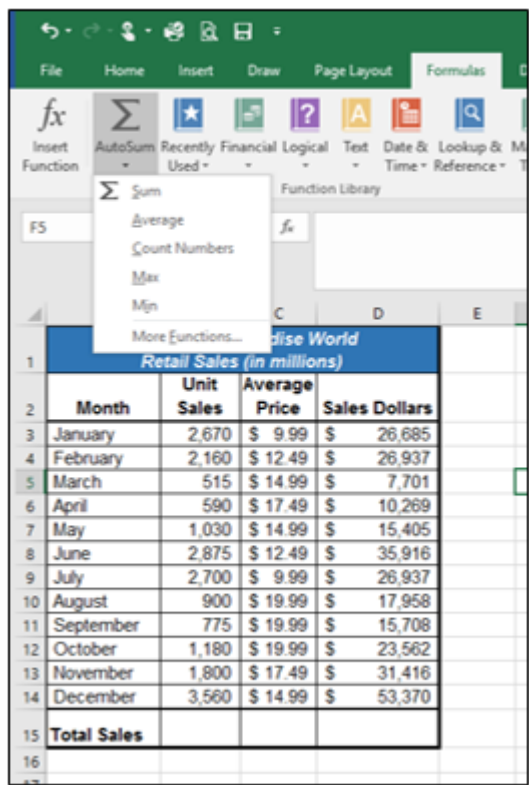 File Home Insert Draw Page Layout Formulas
fx
Insert Function AutoSum Recently Used Financial Logical Text Date & Time Lookup & Reference
Function Library
Sum
Average
Count Numbers
Max
Min
More Functions...
F5 fx
C D E
1 dise World
Retail Sales (in millions)
2 Month Unit Sales Average Price Sales Dollars
3 January 2,670 $ 9.99 $ 26,685
4 February 2,160 $ 12.49 $ 26,937
5 March 515 $ 14.99 $ 7,701
6 April 590 $ 17.49 $ 10,269
7 May 1,030 $ 14.99 $ 15,405
8 June 2,875 $ 12.49 $ 35,916
9 July 2,700 $ 9.99 $ 26,937
10 August 900 $ 19.99 $ 17,958
11 September 775 $ 19.99 $ 15,708
12 October 1,180 $ 19.99 $ 23,562
13 November 1,800 $ 17.49 $ 31,416
14 December 3,560 $ 14.99 $ 53,370
15 Total Sales
16